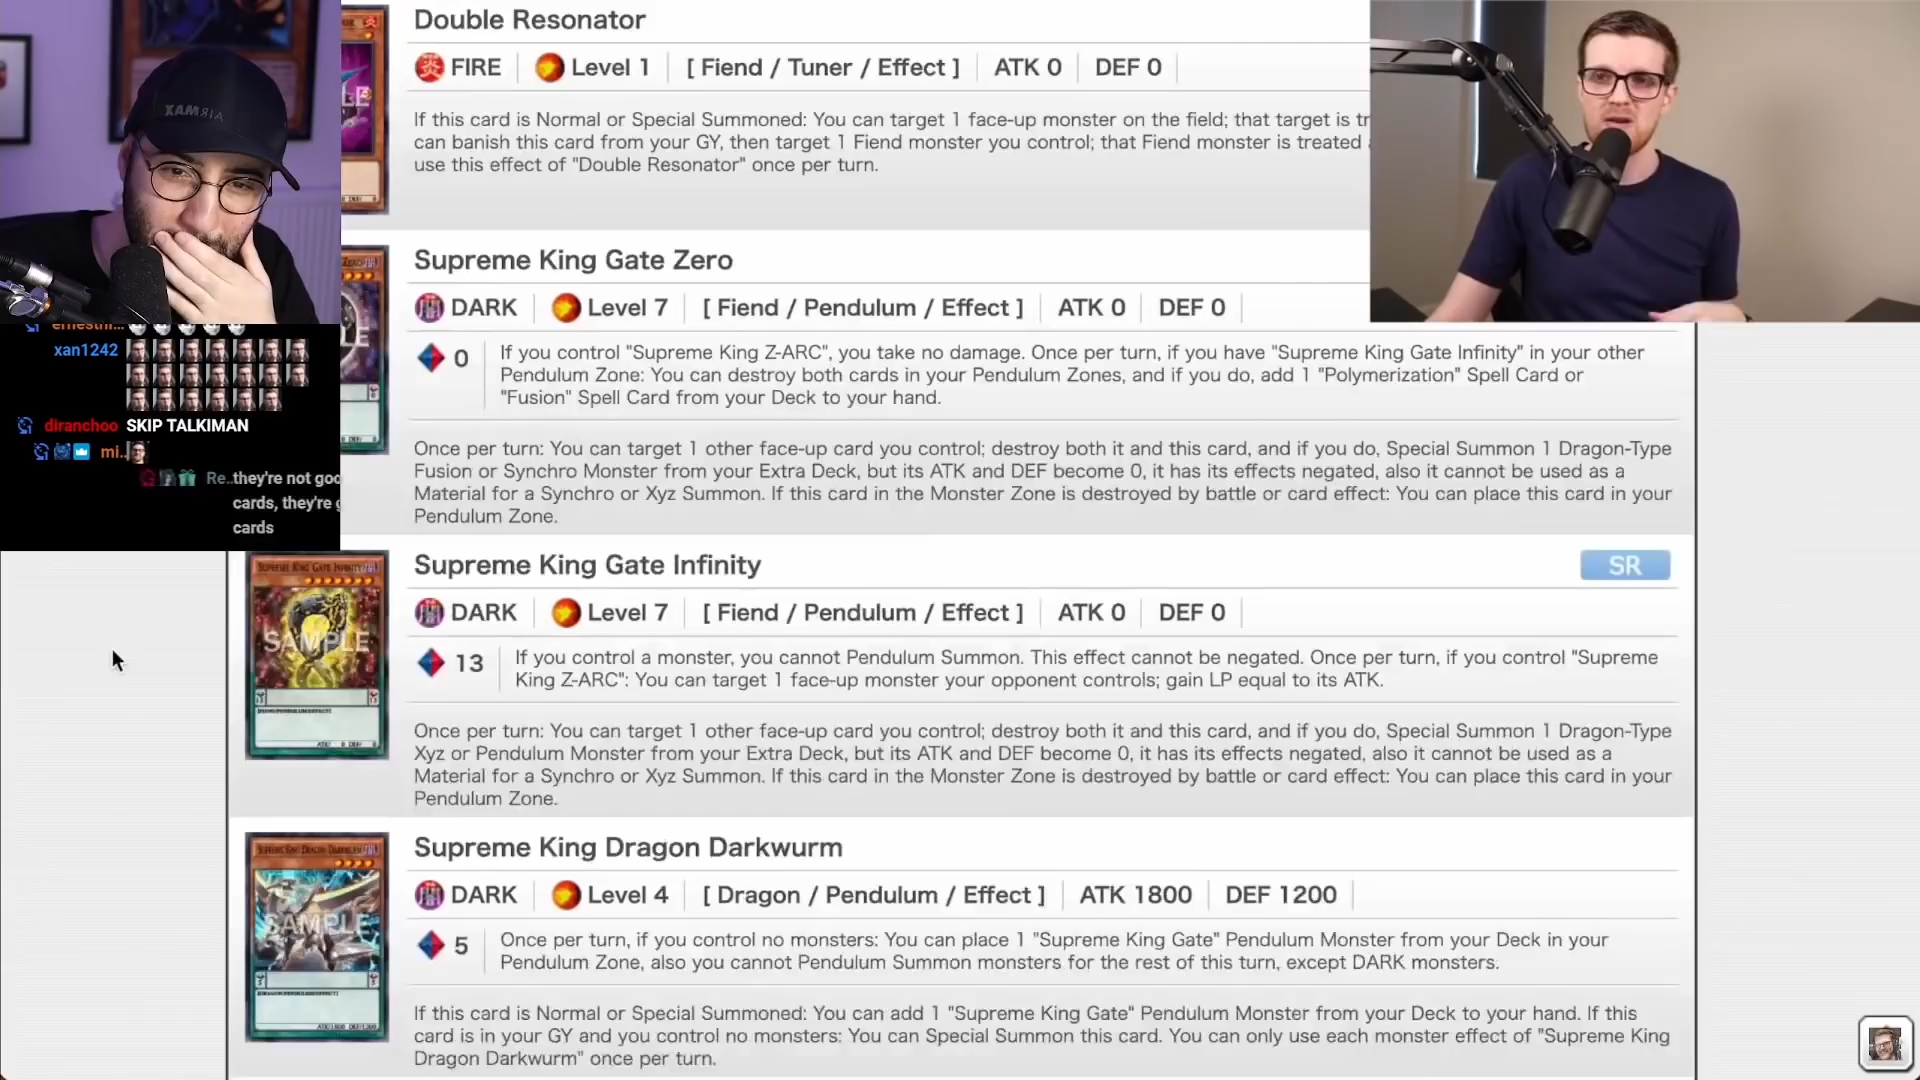 Double Resonator
FIRE Level 1 [ Fiend / Tuner / Effect ] ATK 0 DEF 0
If this card is Normal or Special Summoned: You can target 1 face-up monster on the field; that target is tr
can banish this card from your GY, then target 1 Fiend monster you control; that Fiend monster is treated
use this effect of "Double Resonator" once per turn.
AIRMAX
Supreme King Gate Zero
DARK Level 7 [ Fiend / Pendulum / Effect ] ATK 0 DEF 0
0 If you control "Supreme King Z-ARC", you take no damage. Once per turn, if you have "Supreme King Gate Infinity" in your other
Pendulum Zone: You can destroy both cards in your Pendulum Zones, and if you do, add 1 "Polymerization" Spell Card or
"Fusion" Spell Card from your Deck to your hand.
Once per turn: You can target 1 other face-up card you control; destroy both it and this card, and if you do, Special Summon 1 Dragon-Type
Fusion or Synchro Monster from your Extra Deck, but its ATK and DEF become 0, it has its effects negated, also it cannot be used as a
Material for a Synchro or Xyz Summon. If this card in the Monster Zone is destroyed by battle or card effect: You can place this card in your
Pendulum Zone.
xan1242
diranchoo SKIP TALKIMAN
mi..
Re.. they're not goo
cards, they're g
cards
Supreme King Gate Infinity SR
DARK Level 7 [ Fiend / Pendulum / Effect ] ATK 0 DEF 0
13 If you control a monster, you cannot Pendulum Summon. This effect cannot be negated. Once per turn, if you control "Supreme
King Z-ARC": You can target 1 face-up monster your opponent controls; gain LP equal to its ATK.
Once per turn: You can target 1 other face-up card you control; destroy both it and this card, and if you do, Special Summon 1 Dragon-Type
Xyz or Pendulum Monster from your Extra Deck, but its ATK and DEF become 0, it has its effects negated, also it cannot be used as a
Material for a Synchro or Xyz Summon. If this card in the Monster Zone is destroyed by battle or card effect: You can place this card in your
Pendulum Zone.
SUPREME KING GATE INFINITY
SAMPLE
Supreme King Dragon Darkwurm
DARK Level 4 [ Dragon / Pendulum / Effect ] ATK 1800 DEF 1200
5 Once per turn, if you control no monsters: You can place 1 "Supreme King Gate" Pendulum Monster from your Deck in your
Pendulum Zone, also you cannot Pendulum Summon monsters for the rest of this turn, except DARK monsters.
If this card is Normal or Special Summoned: You can add 1 "Supreme King Gate" Pendulum Monster from your Deck to your hand. If this
card is in your GY and you control no monsters: You can Special Summon this card. You can only use each monster effect of "Supreme King
Dragon Darkwurm" once per turn.
SUPREME KING DRAGON DARKWURM
SAMPLE